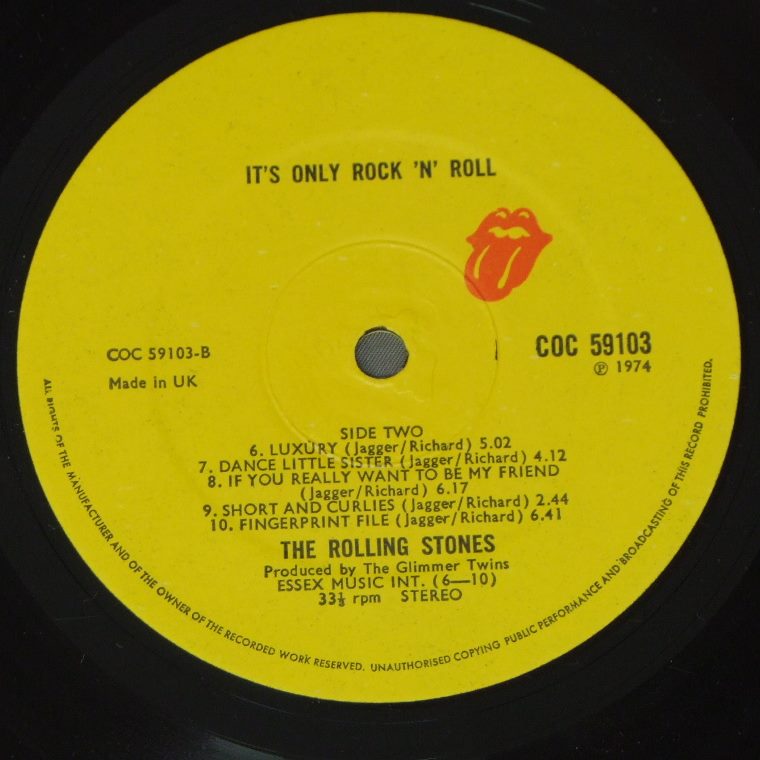 IT'S ONLY ROCK 'N' ROLL
COC 59103-B
Made in UK
COC 59103
Ⓟ 1974
SIDE TWO
6. LUXURY (Jagger/Richard) 5.02
7. DANCE LITTLE SISTER (Jagger/Richard) 4.12
8. IF YOU REALLY WANT TO BE MY FRIEND
(Jagger/Richard) 6.17
9. SHORT AND CURLIES (Jagger/Richard) 2.44
10. FINGERPRINT FILE (Jagger/Richard) 6.41
THE ROLLING STONES
Produced by The Glimmer Twins
ESSEX MUSIC INT. (6—10)
33⅓ rpm STEREO
ALL RIGHTS OF THE MANUFACTURER AND OF THE OWNER OF THE RECORDED WORK RESERVED. UNAUTHORISED COPYING PUBLIC PERFORMANCE AND BROADCASTING OF THIS RECORD PROHIBITED.